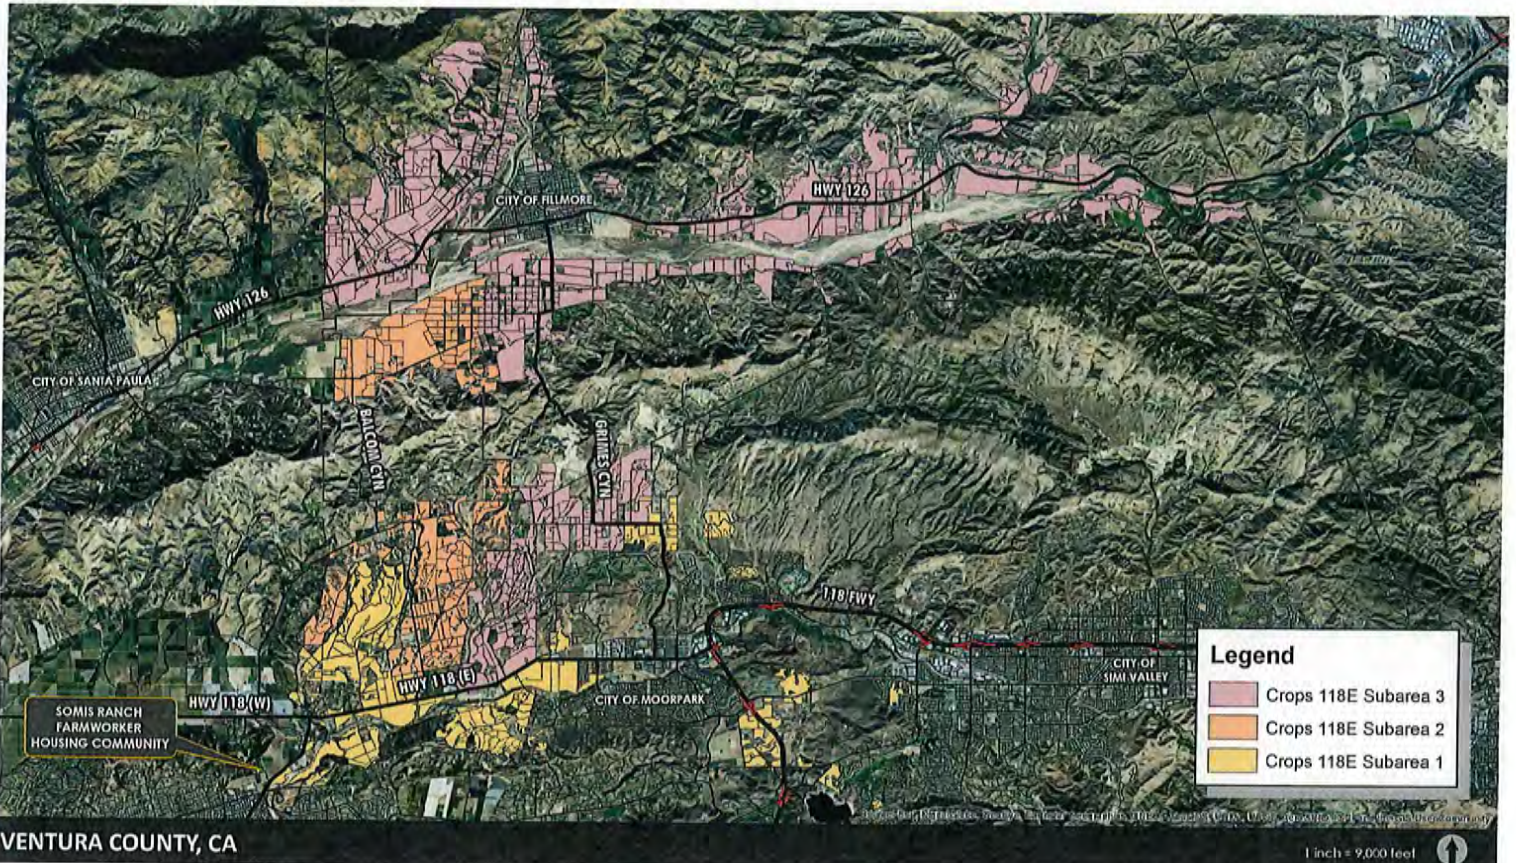 CITY OF FILLMORE
HWY 126
HWY 126
CITY OF SANTA PAULA
BALCOM CYN
GRIMES CYN
118 FWY
HWY 118 (E)
CITY OF
SIMI VALLEY
CITY OF MOORPARK
HWY 118 (W)
SOMIS RANCH
FARMWORKER
HOUSING COMMUNITY
Legend
Crops 118E Subarea 3
Crops 118E Subarea 2
Crops 118E Subarea 1
VENTURA COUNTY, CA
1 inch = 9,000 feet